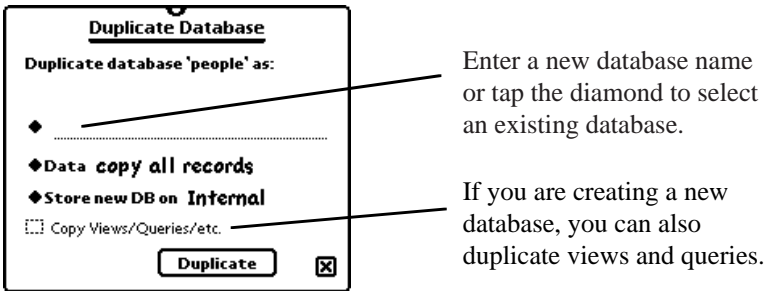 Duplicate Database
Duplicate database 'people' as:
Enter a new database name
or tap the diamond to select
an existing database.
◆
◆Data copy all records
◆Store new DB on Internal
Copy Views/Queries/etc.
If you are creating a new
database, you can also
duplicate views and queries.
Duplicate